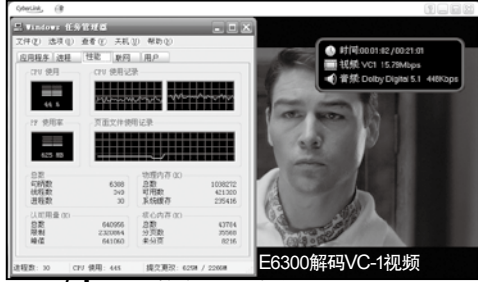 CyberLink.
Windows 任务管理器
文件(F) 选项(O) 查看(V) 关机(U) 帮助(H)
应用程序 进程 性能 联网 用户
CPU 使用 CPU 使用记录
44 %
PF 使用率 页面文件使用记录
625 MB
总数
句柄数 6388
线程数 349
进程数 30
物理内存(K)
总数 1038272
可用数 421300
系统缓存 235416
认可用量(K)
总数 640956
限制 2320864
峰值 641060
核心内存(K)
总数 43784
分页数 35568
未分页 8216
进程数: 30 CPU 使用: 44% 提交更改: 625M / 2266M
时间:00:01:02 /00:21:01
视频: VC1 15.79Mbps
音频: Dolby Digital 5.1 448Kbps
E6300解码VC-1视频